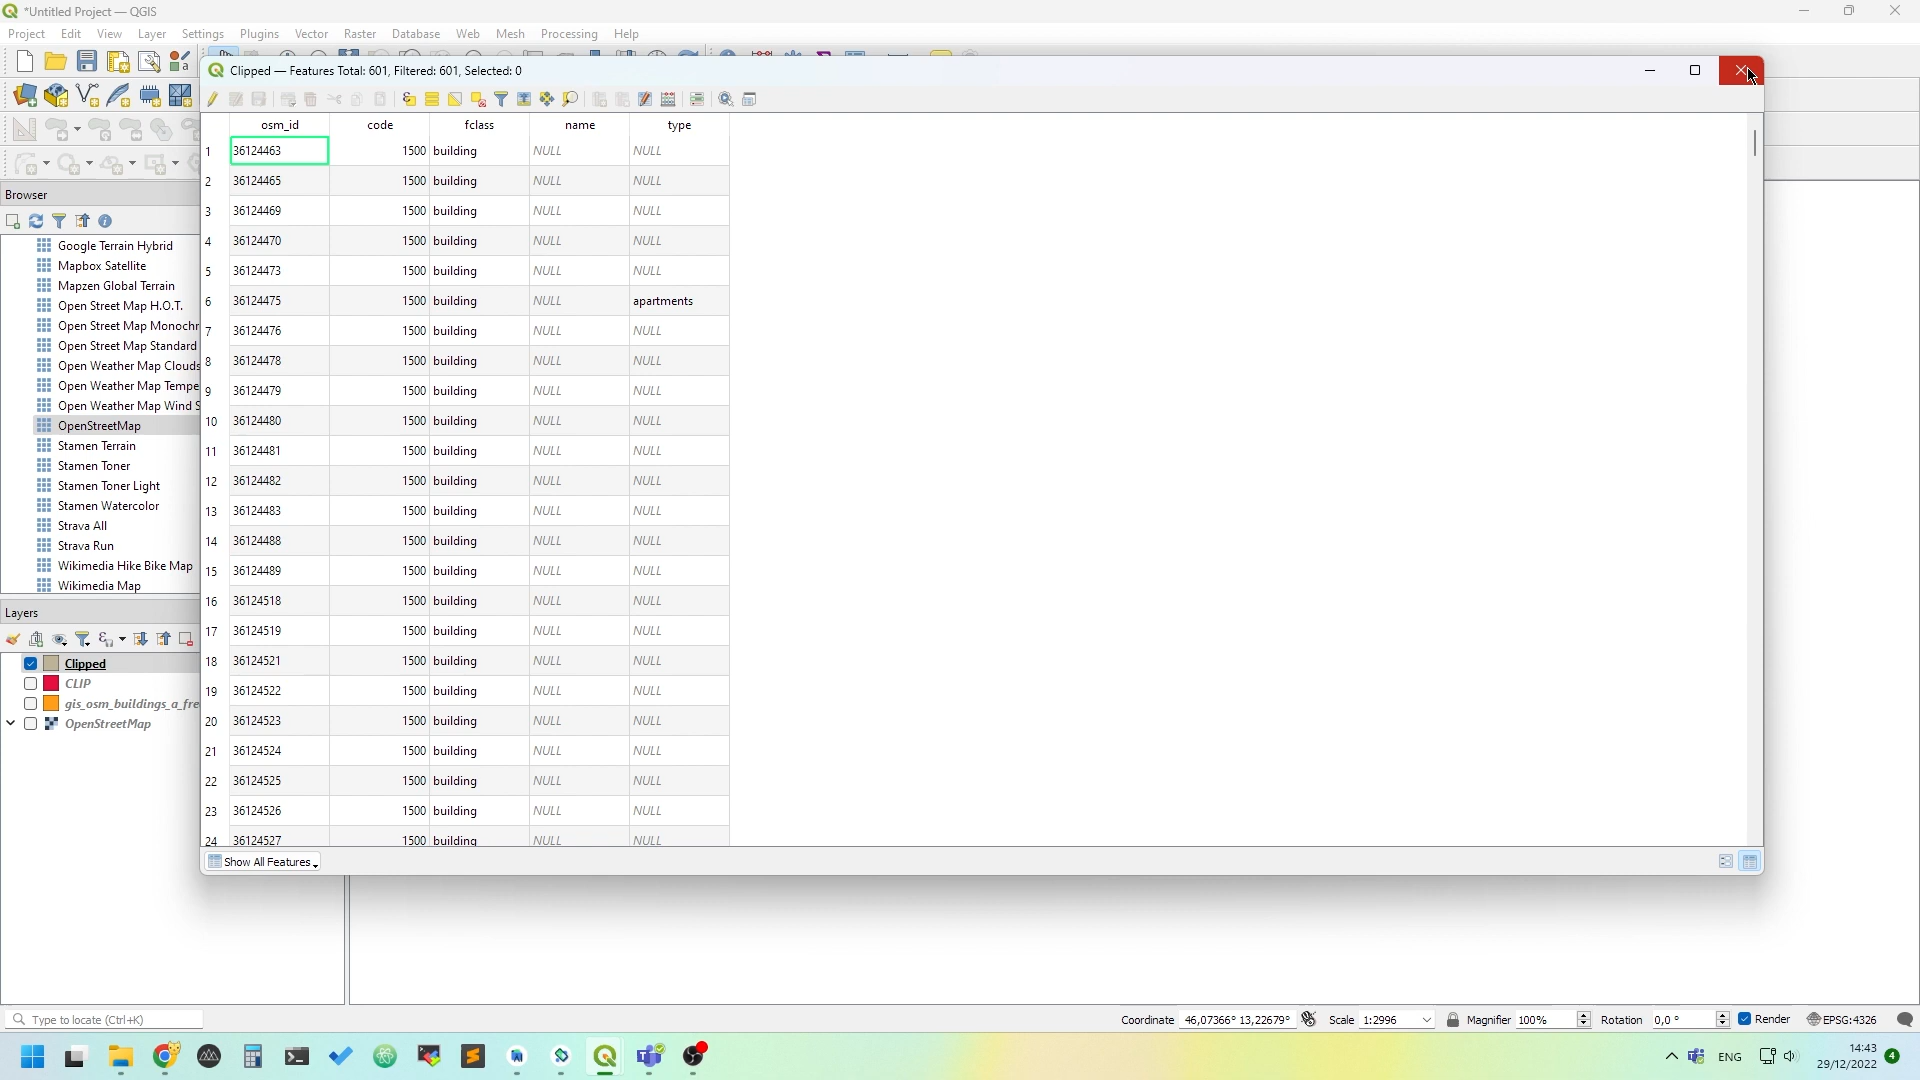 *Untitled Project — QGIS
Project Edit View Layer Settings Plugins Vector Raster Database Web Mesh Processing Help
Clipped — Features Total: 601, Filtered: 601, Selected: 0
osm_id code fclass name type
1 36124463 1500 building NULL NULL
2 36124465 1500 building NULL NULL
3 36124469 1500 building NULL NULL
4 36124470 1500 building NULL NULL
5 36124473 1500 building NULL NULL
6 36124475 1500 building NULL apartments
7 36124476 1500 building NULL NULL
8 36124478 1500 building NULL NULL
9 36124479 1500 building NULL NULL
10 36124480 1500 building NULL NULL
11 36124481 1500 building NULL NULL
12 36124482 1500 building NULL NULL
13 36124483 1500 building NULL NULL
14 36124488 1500 building NULL NULL
15 36124489 1500 building NULL NULL
16 36124518 1500 building NULL NULL
17 36124519 1500 building NULL NULL
18 36124521 1500 building NULL NULL
19 36124522 1500 building NULL NULL
20 36124523 1500 building NULL NULL
21 36124524 1500 building NULL NULL
22 36124525 1500 building NULL NULL
23 36124526 1500 building NULL NULL
24 36124527 1500 building NULL NULL
Show All Features
Browser
Google Terrain Hybrid
Mapbox Satellite
Mapzen Global Terrain
Open Street Map H.O.T.
Open Street Map Monochr
Open Street Map Standard
Open Weather Map Clouds
Open Weather Map Tempe
Open Weather Map Wind S
OpenStreetMap
Stamen Terrain
Stamen Toner
Stamen Toner Light
Stamen Watercolor
Strava All
Strava Run
Wikimedia Hike Bike Map
Wikimedia Map
Layers
Clipped
CLIP
gis_osm_buildings_a_fre
OpenStreetMap
Type to locate (Ctrl+K)
Coordinate 46,07366° 13,22679° Scale 1:2996 Magnifier 100% Rotation 0,0 ° Render EPSG:4326
ENG
14:43
29/12/2022 4